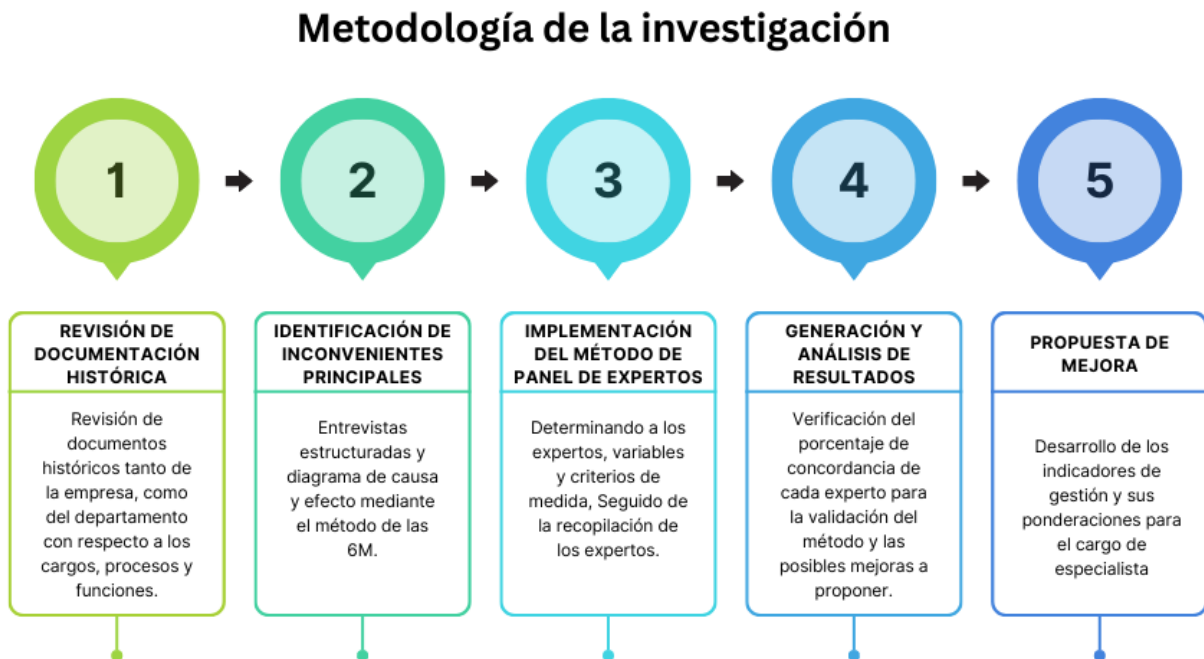 Metodología de la investigación
1
2
3
4
5
REVISIÓN DE
DOCUMENTACIÓN
HISTÓRICA
Revisión de
documentos
históricos tanto de
la empresa, como
del departamento
con respecto a los
cargos, procesos y
funciones.
IDENTIFICACIÓN DE
INCONVENIENTES
PRINCIPALES
Entrevistas
estructuradas y
diagrama de causa
y efecto mediante
el método de las
6M.
IMPLEMENTACIÓN
DEL MÉTODO DE
PANEL DE EXPERTOS
Determinando a los
expertos, variables
y criterios de
medida, Seguido de
la recopilación de
los expertos.
GENERACIÓN Y
ANÁLISIS DE
RESULTADOS
Verificación del
porcentaje de
concordancia de
cada experto para
la validación del
método y las
posibles mejoras a
proponer.
PROPUESTA DE
MEJORA
Desarrollo de los
indicadores de
gestión y sus
ponderaciones para
el cargo de
especialista